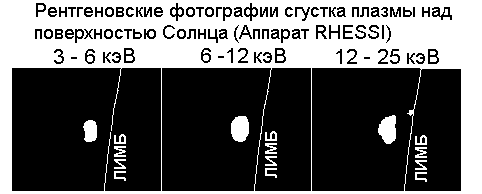 Рентгеновские фотографии сгустка плазмы над
поверхностью Солнца (Аппарат RHESSI)
3 - 6 кэВ 6 -12 кэВ 12 - 25 кэВ
ЛИМБ ЛИМБ ЛИМБ